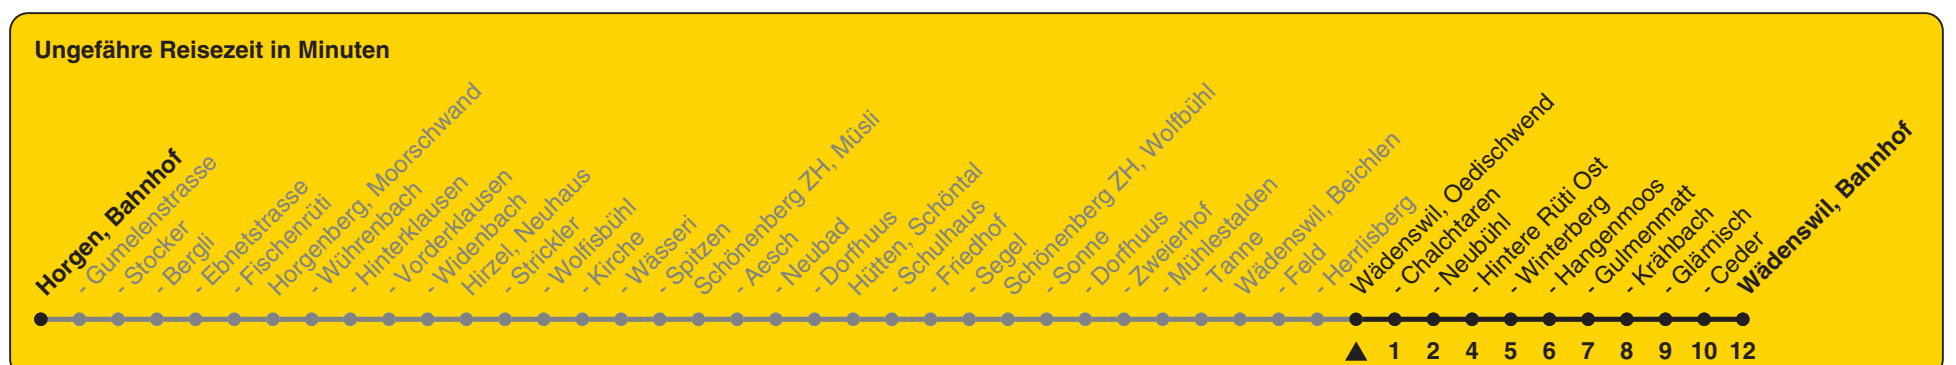 Ungefähre Reisezeit in Minuten
Horgen, Bahnhof
- Gumelenstrasse
- Stocker
- Bergli
- Ebnetstrasse
- Fischenrüti
Horgenberg, Moorschwand
- Wührenbach
- Hinterklausen
- Vorderklausen
- Widenbach
Hirzel, Neuhaus
- Strickler
- Wolfisbühl
- Kirche
- Wässeri
- Spitzen
Schönenberg ZH, Müsli
- Aesch
- Neubad
- Dorfhuus
Hütten, Schöntal
- Schulhaus
- Friedhof
- Segel
Schönenberg ZH, Wolfbühl
- Sonne
- Dorfhuus
- Zweierhof
- Mühlestalden
- Tanne
Wädenswil, Beichlen
- Feld
- Herrlisberg
Wädenswil, Oedischwend
- Chalchtaren
- Neubühl
- Hintere Rüti Ost
- Winterberg
- Hangenmoos
- Gulmenmatt
- Krähbach
- Glärnisch
- Ceder
Wädenswil, Bahnhof
1 2 4 5 6 7 8 9 10 12